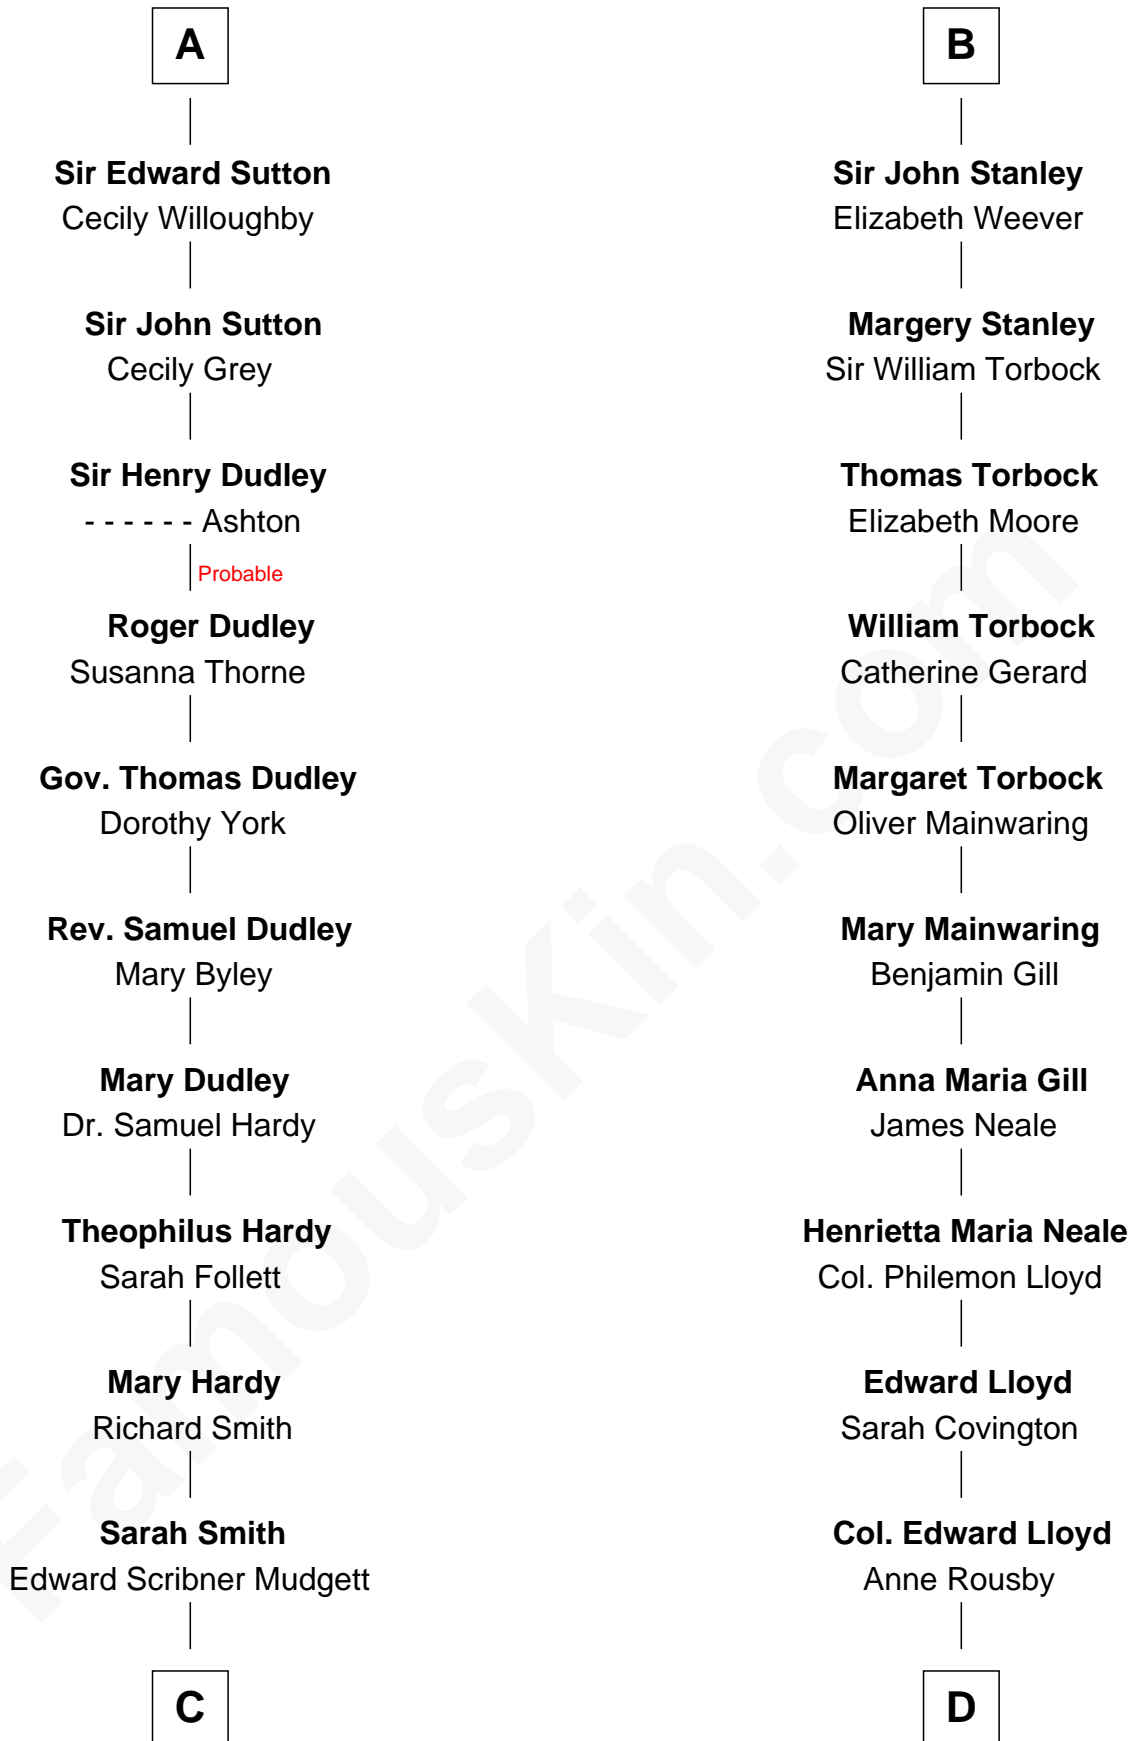 A
Sir Edward Sutton
Cecily Willoughby
Sir John Sutton
Cecily Grey
Sir Henry Dudley
- - - - - - Ashton
Probable
Roger Dudley
Susanna Thorne
Gov. Thomas Dudley
Dorothy York
Rev. Samuel Dudley
Mary Byley
Mary Dudley
Dr. Samuel Hardy
Theophilus Hardy
Sarah Follett
Mary Hardy
Richard Smith
Sarah Smith
Edward Scribner Mudgett
C
B
Sir John Stanley
Elizabeth Weever
Margery Stanley
Sir William Torbock
Thomas Torbock
Elizabeth Moore
William Torbock
Catherine Gerard
Margaret Torbock
Oliver Mainwaring
Mary Mainwaring
Benjamin Gill
Anna Maria Gill
James Neale
Henrietta Maria Neale
Col. Philemon Lloyd
Edward Lloyd
Sarah Covington
Col. Edward Lloyd
Anne Rousby
D
FamousKin.com